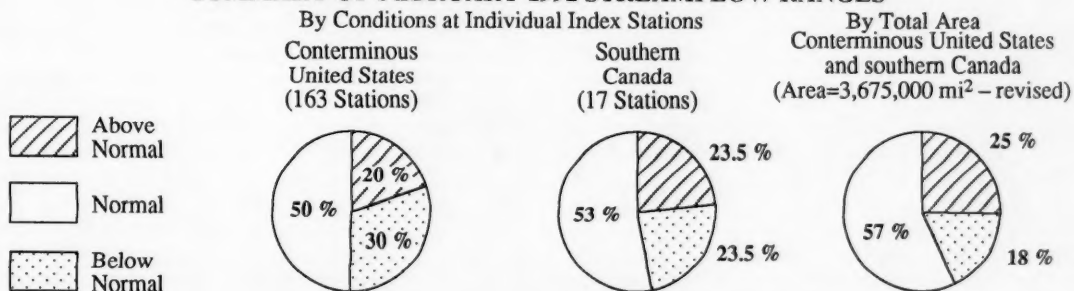 By Conditions at Individual Index Stations
By Total Area
Conterminous
United States
(163 Stations)
Southern
Canada
(17 Stations)
Conterminous United States
and southern Canada
(Area=3,675,000 mi² – revised)
Above
Normal
Normal
Below
Normal
20 %
50 %
30 %
23.5 %
53 %
23.5 %
25 %
57 %
18 %